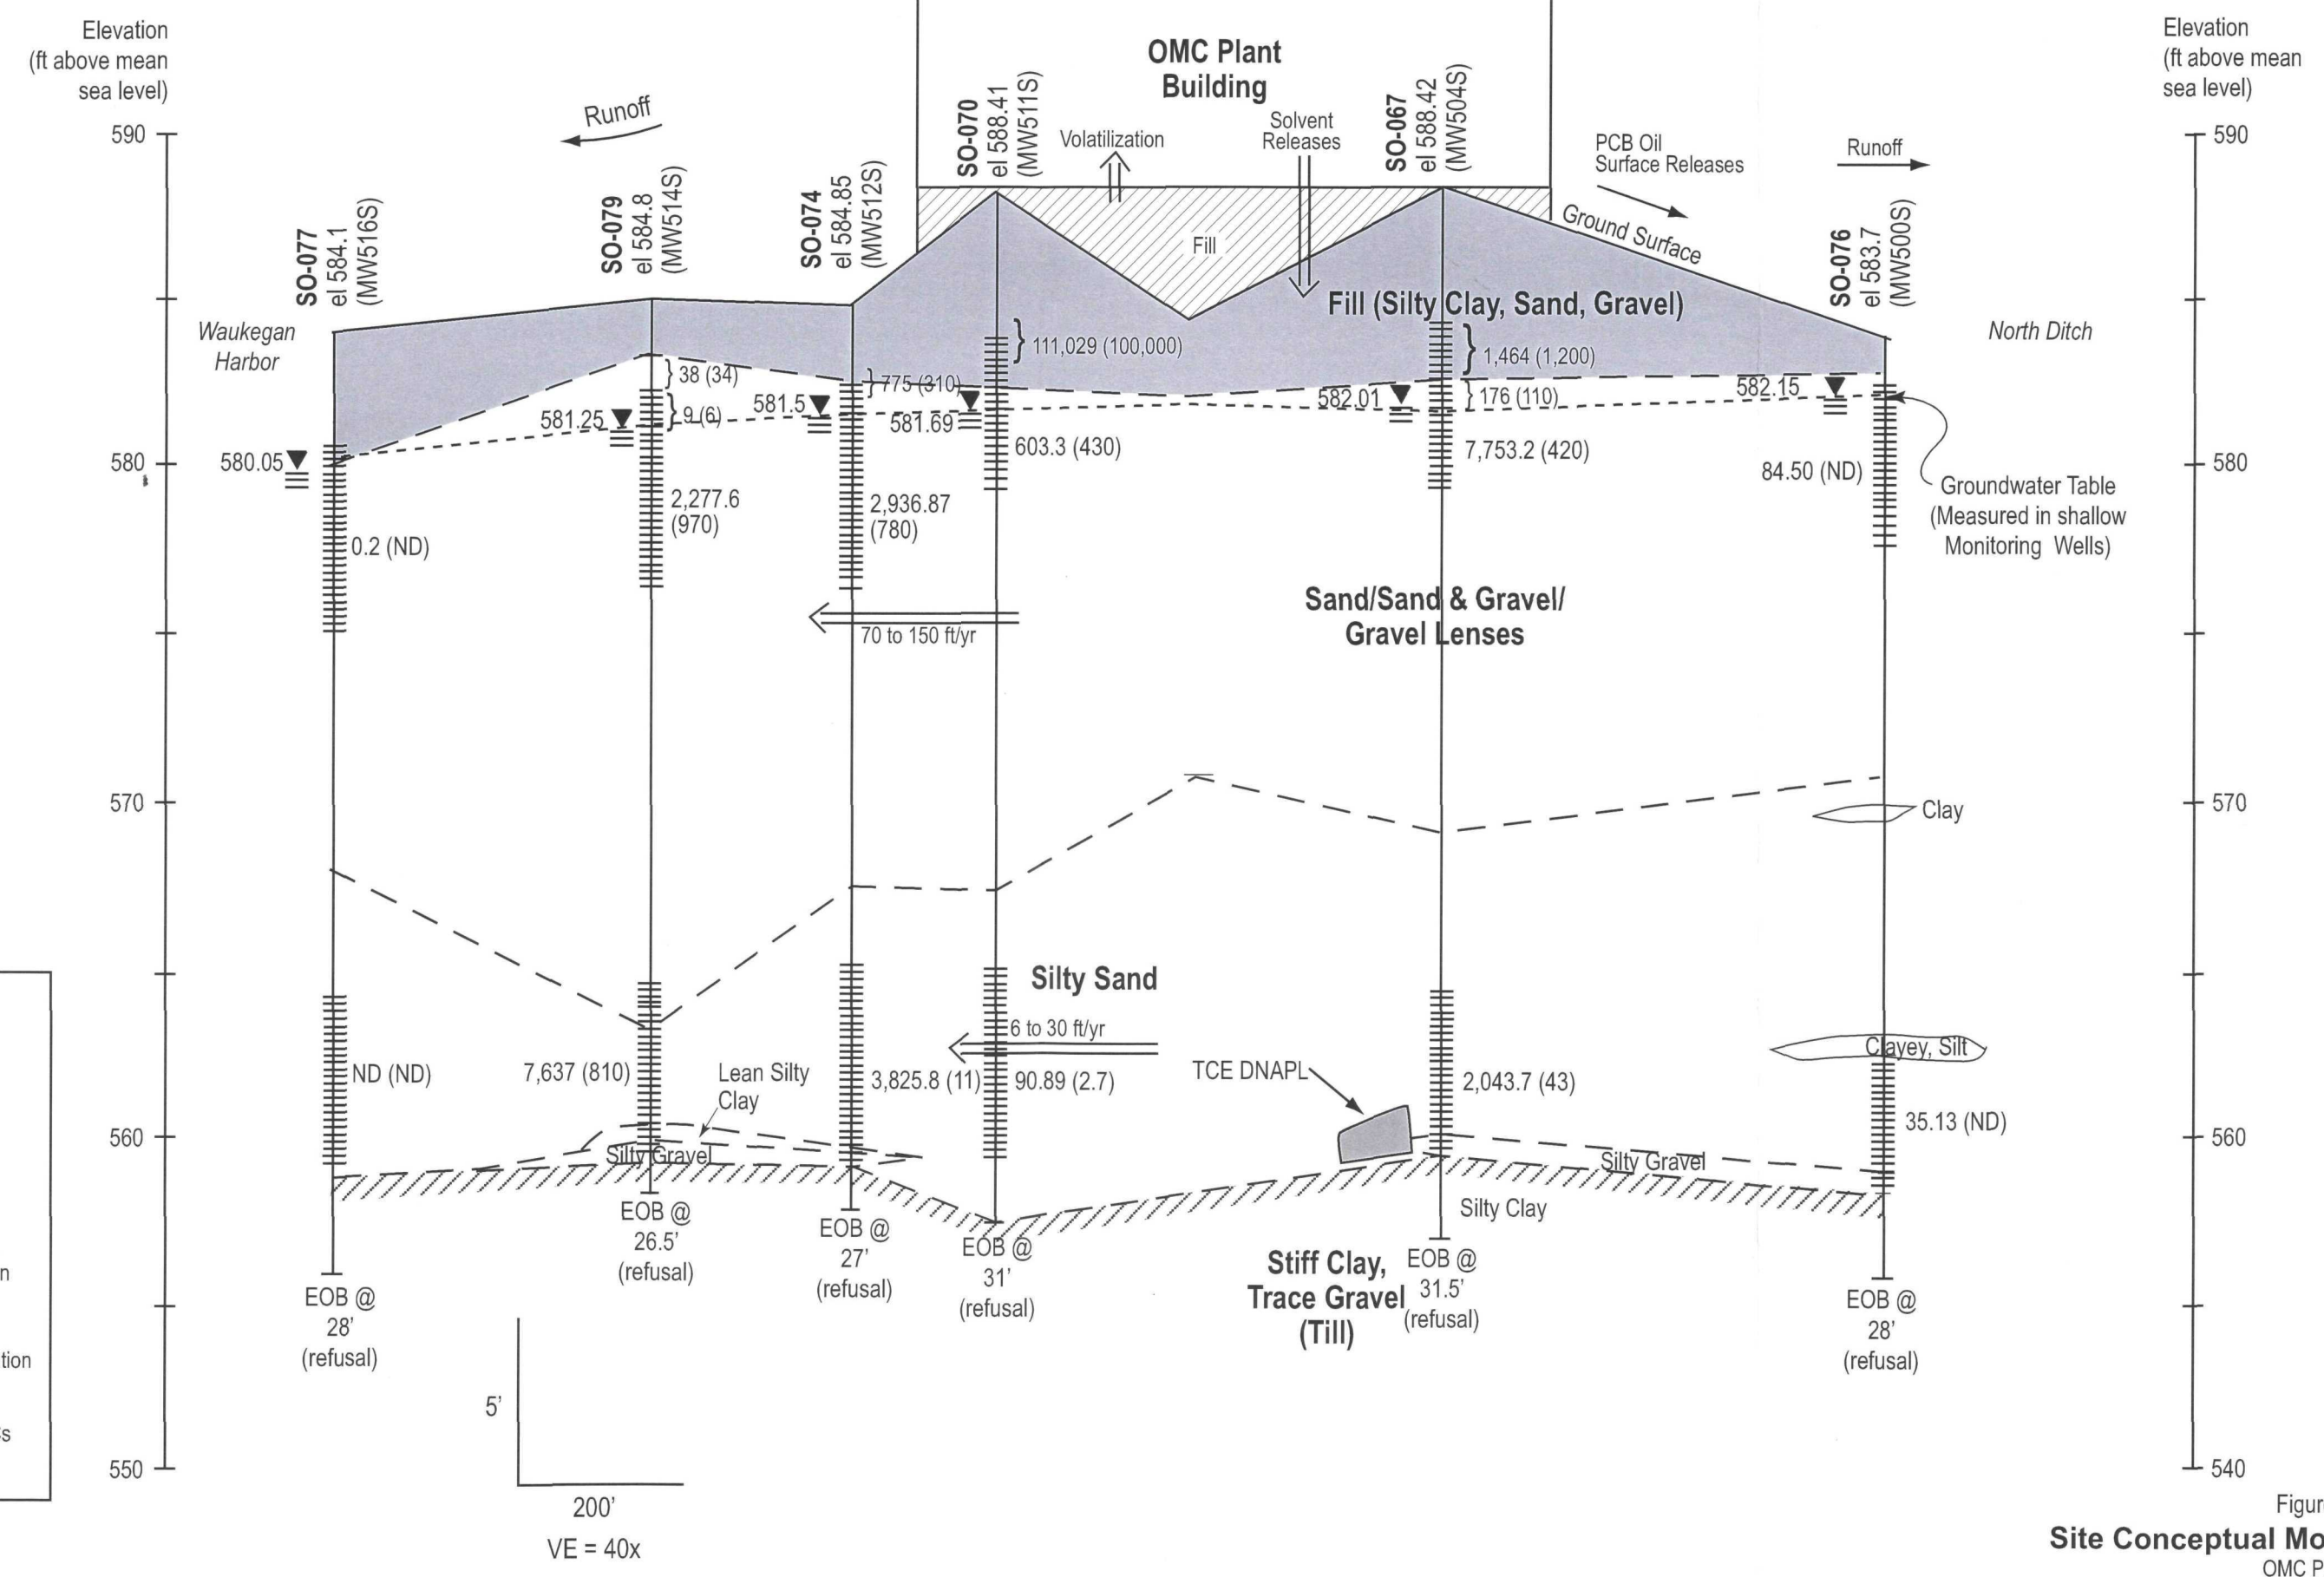 Elevation
(ft above mean
sea level)
590
580
570
560
550
Elevation
(ft above mean
sea level)
590
580
570
560
540
OMC Plant
Building
Runoff
Volatilization
Solvent
Releases
PCB Oil
Surface Releases
Runoff
Ground Surface
Fill
Fill (Silty Clay, Sand, Gravel)
SO-077
el 584.1
(MW516S)
SO-079
el 584.8
(MW514S)
SO-074
el 584.85
(MW512S)
SO-070
el 588.41
(MW511S)
SO-067
el 588.42
(MW504S)
SO-076
el 583.7
(MW500S)
Waukegan
Harbor
North Ditch
111,029 (100,000)
1,464 (1,200)
38 (34)
775 (310)
176 (110)
9 (6)
580.05
581.25
581.5
581.69
582.01
582.15
603.3 (430)
7,753.2 (420)
84.50 (ND)
2,277.6
(970)
2,936.87
(780)
0.2 (ND)
Groundwater Table
(Measured in shallow
Monitoring Wells)
70 to 150 ft/yr
Sand/Sand & Gravel/
Gravel Lenses
Clay
Silty Sand
6 to 30 ft/yr
Clayey, Silt
ND (ND)
7,637 (810)
Lean Silty
Clay
3,825.8 (11)
90.89 (2.7)
TCE DNAPL
2,043.7 (43)
35.13 (ND)
Silty Gravel
Silty Gravel
Silty Clay
Stiff Clay,
Trace Gravel
(Till)
EOB @
28'
(refusal)
EOB @
26.5'
(refusal)
EOB @
27'
(refusal)
EOB @
31'
(refusal)
EOB @
31.5'
(refusal)
EOB @
28'
(refusal)
5'
200'
VE = 40x
n
tion
s
Figur
Site Conceptual Mo
OMC P